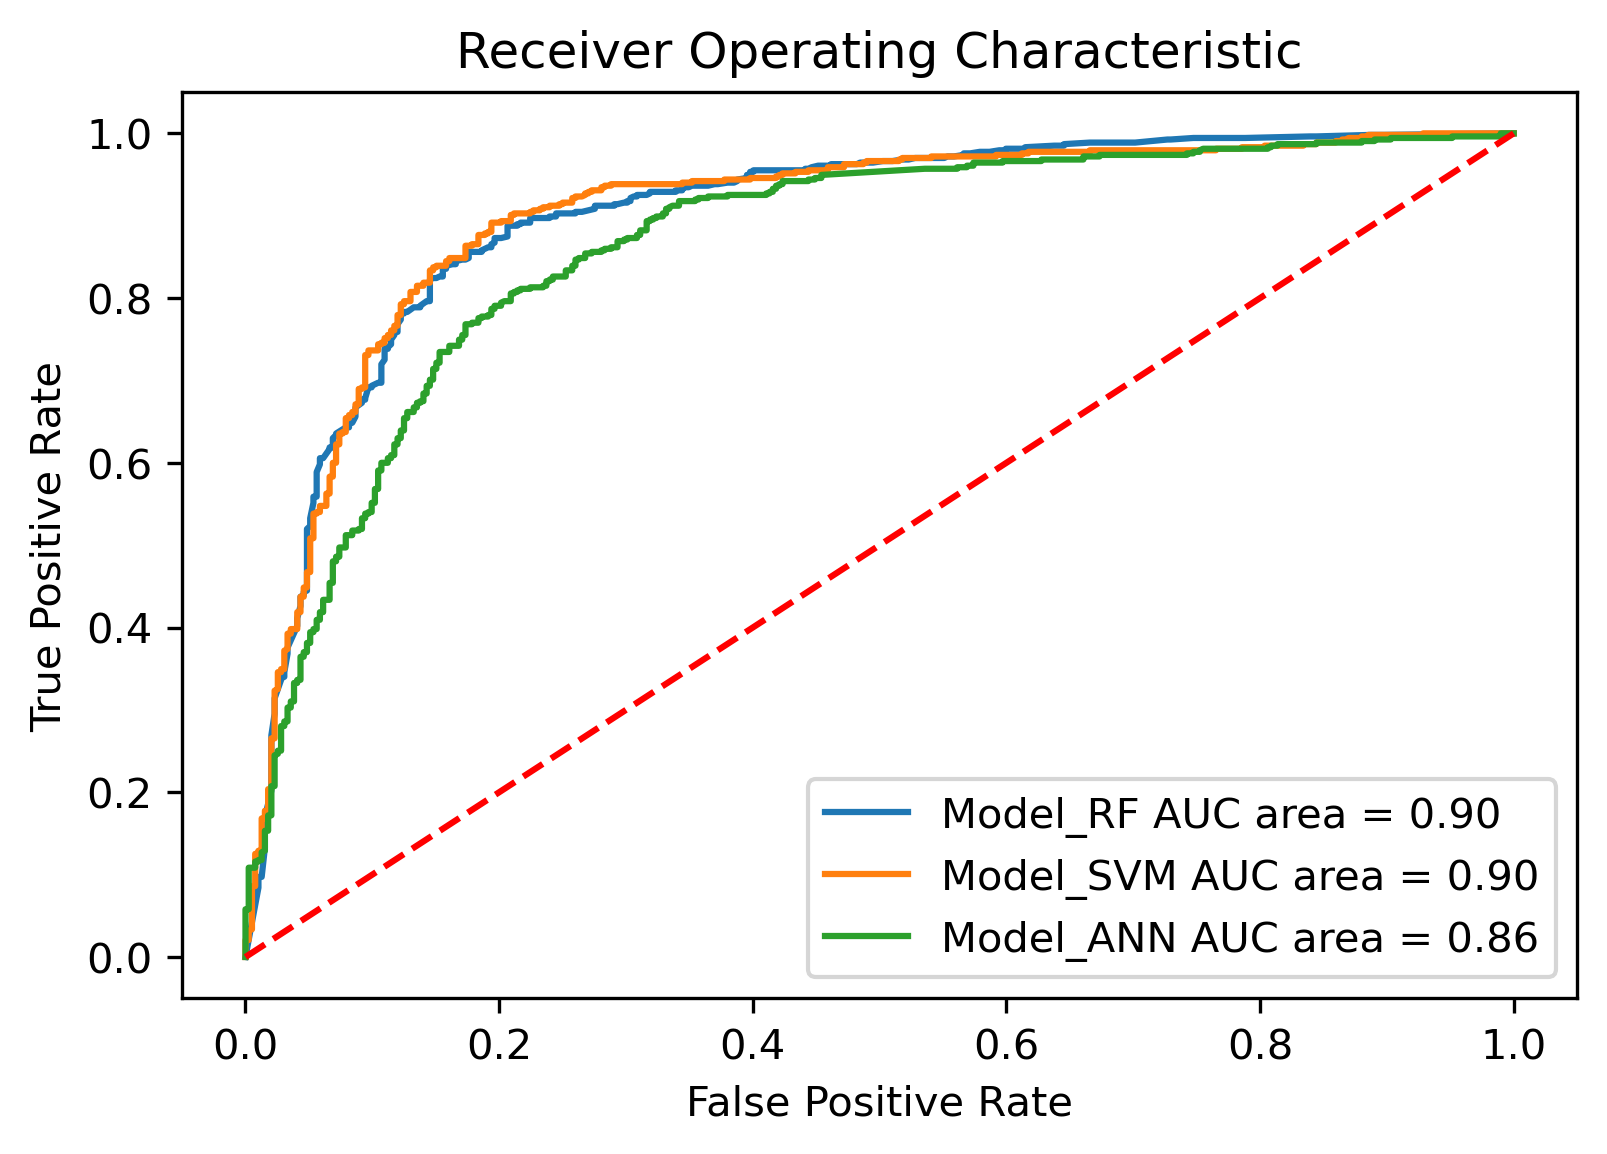 Receiver Operating Characteristic
True Positive Rate
1.0
0.8
0.6
0.4
0.2
0.0
Model_RF AUC area = 0.90
Model_SVM AUC area = 0.90
Model_ANN AUC area = 0.86
0.0 0.2 0.4 0.6 0.8 1.0
False Positive Rate